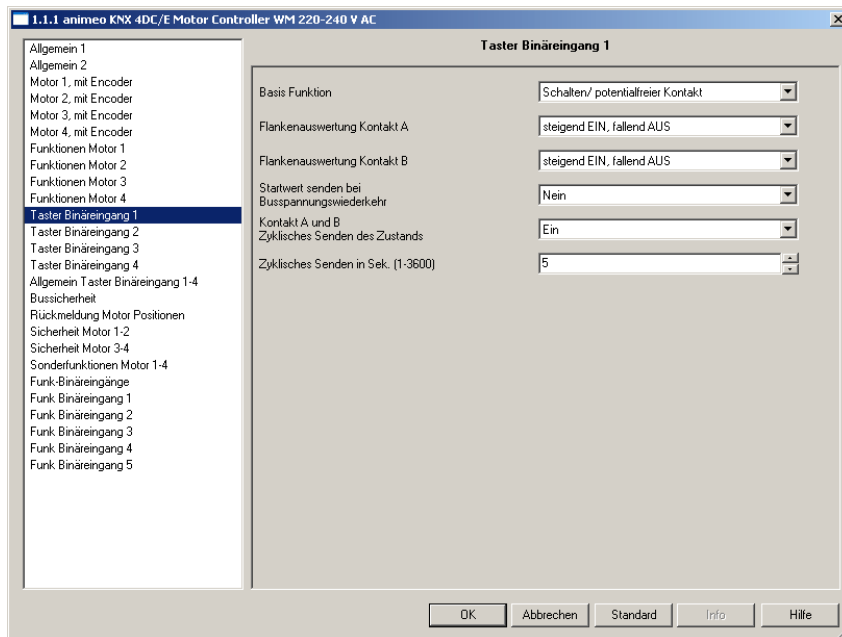 1.1.1 animeo KNX 4DC/E Motor Controller WM 220-240 V AC
Allgemein 1
Allgemein 2
Motor 1, mit Encoder
Motor 2, mit Encoder
Motor 3, mit Encoder
Motor 4, mit Encoder
Funktionen Motor 1
Funktionen Motor 2
Funktionen Motor 3
Funktionen Motor 4
Taster Binäreingang 1
Taster Binäreingang 2
Taster Binäreingang 3
Taster Binäreingang 4
Allgemein Taster Binäreingang 1-4
Bussicherheit
Rückmeldung Motor Positionen
Sicherheit Motor 1-2
Sicherheit Motor 3-4
Sonderfunktionen Motor 1-4
Funk-Binäreingänge
Funk Binäreingang 1
Funk Binäreingang 2
Funk Binäreingang 3
Funk Binäreingang 4
Funk Binäreingang 5
Taster Binäreingang 1
Basis Funktion
Schalten/ potentialfreier Kontakt
Flankenauswertung Kontakt A
steigend EIN, fallend AUS
Flankenauswertung Kontakt B
steigend EIN, fallend AUS
Startwert senden bei
Busspannungswiederkehr
Nein
Kontakt A und B
Zyklisches Senden des Zustands
Ein
Zyklisches Senden in Sek. (1-3600)
5
OK
Abbrechen
Standard
Info
Hilfe